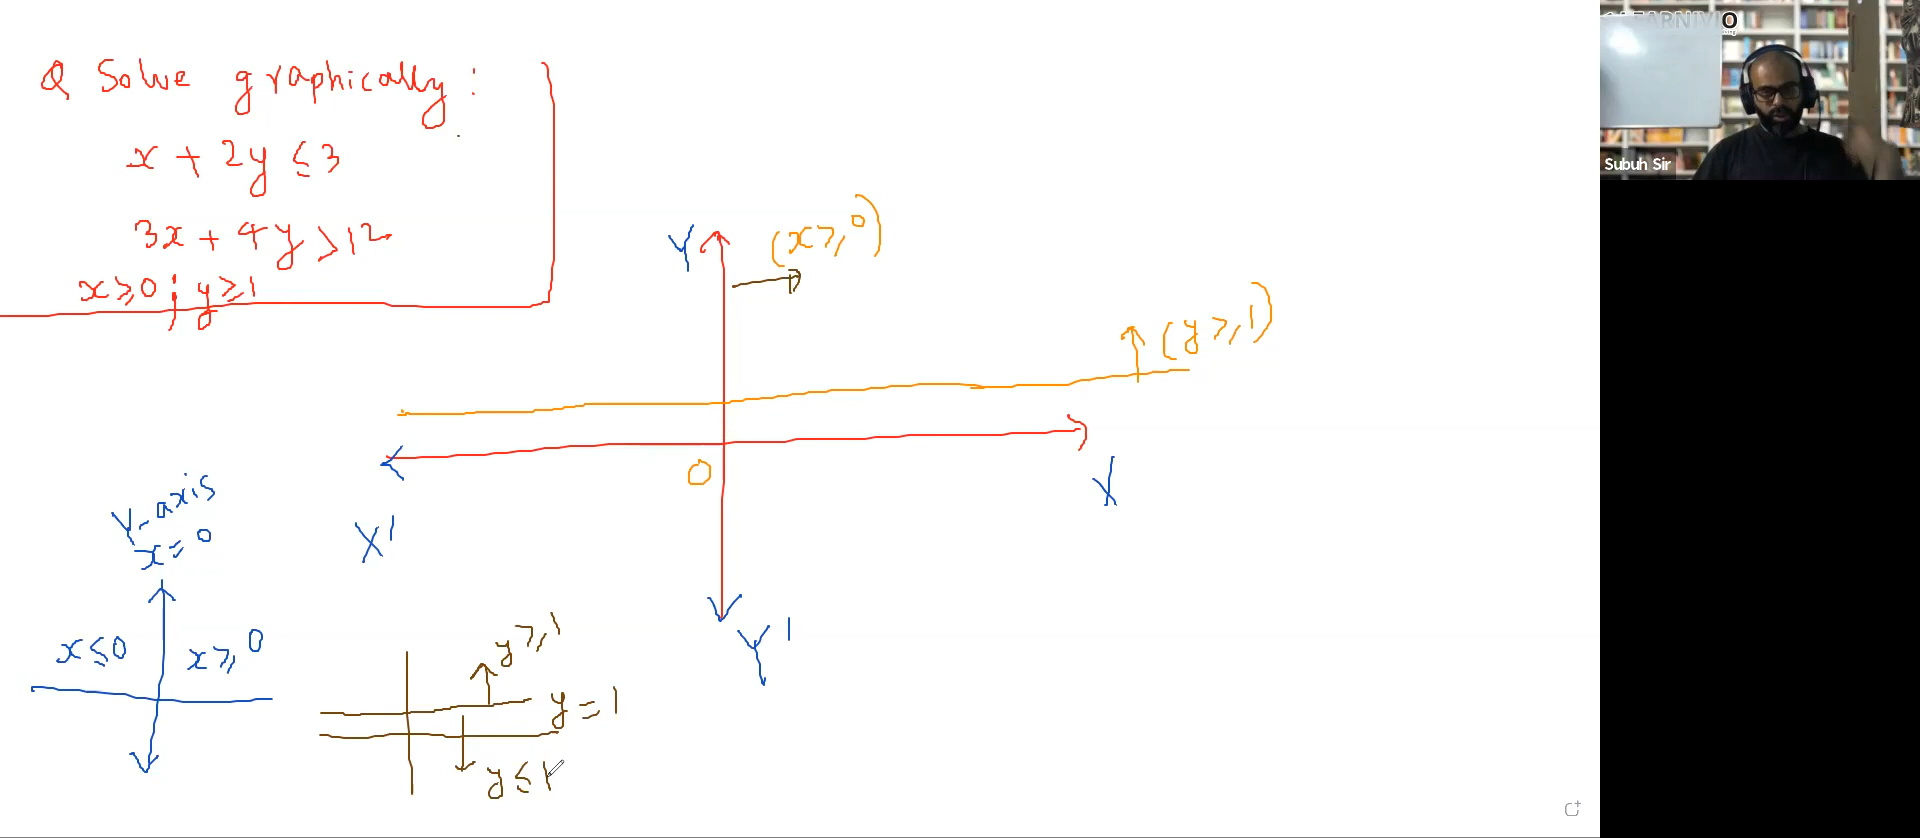 Q Solve graphically:
x + 2y ≤ 3
3x + 4y > 12
x ≥ 0 ; y ≥ 1
Y
(x ≥ 0)
(y ≥ 1)
O
X
X'
Y'
Y-axis
x = 0
x ≤ 0
x ≥ 0
y ≥ 1
y = 1
y ≤ 1
LEARNIVIO
Subuh Sir